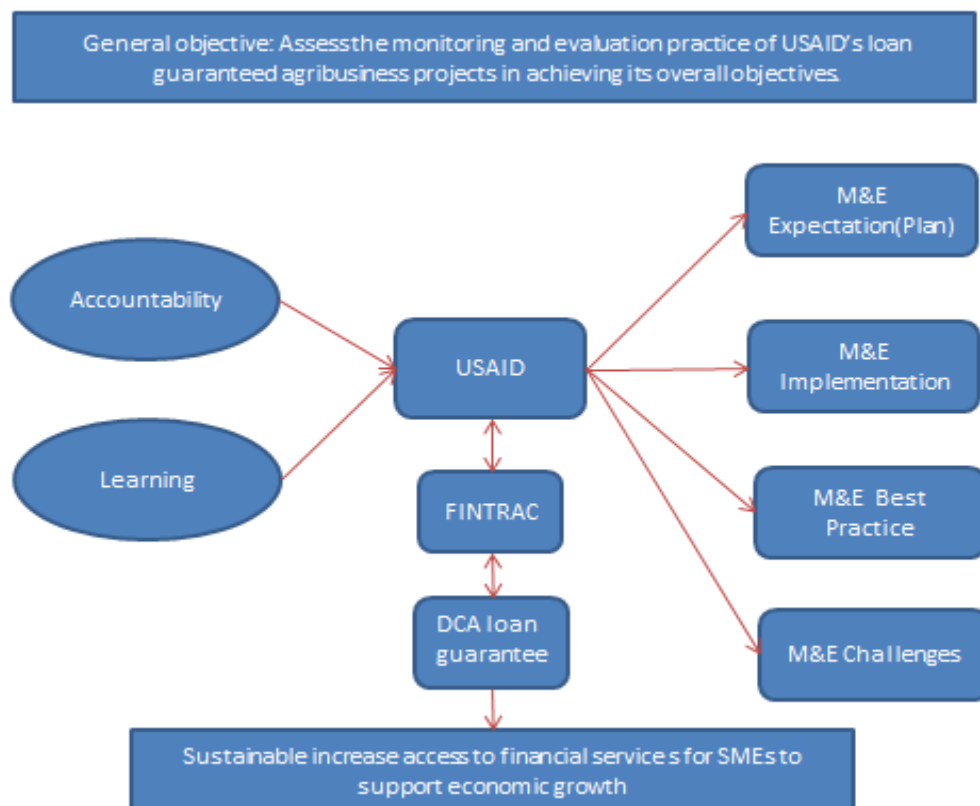 General objective: Assess the monitoring and evaluation practice of USAID's loan
guaranteed agribusiness projects in achieving its overall objectives.
M&E
Expectation(Plan)
Accountability
USAID
M&E
Implementation
Learning
FINTRAC
M&E Best
Practice
DCA loan
guarantee
M&E Challenges
Sustainable increase access to financial services for SMEs to
support economic growth